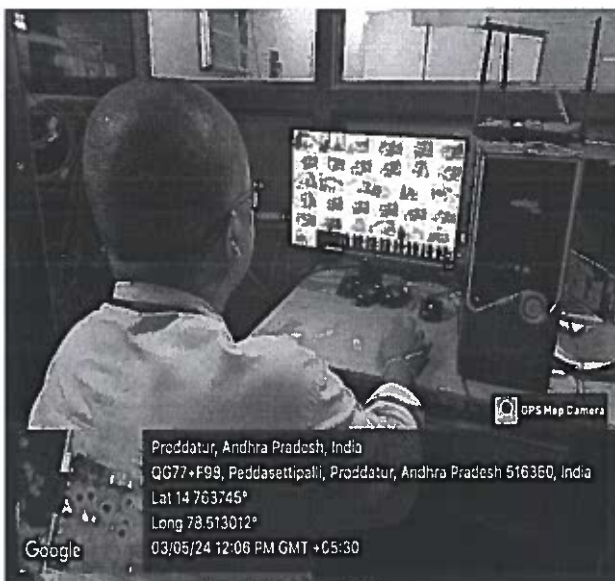 GPS Map Camera
Proddatur, Andhra Pradesh, India
QG77+F98, Peddasettipalli, Proddatur, Andhra Pradesh 516360, India
Lat 14.763745°
Long 78.513012°
03/05/24 12:06 PM GMT +05:30
Google